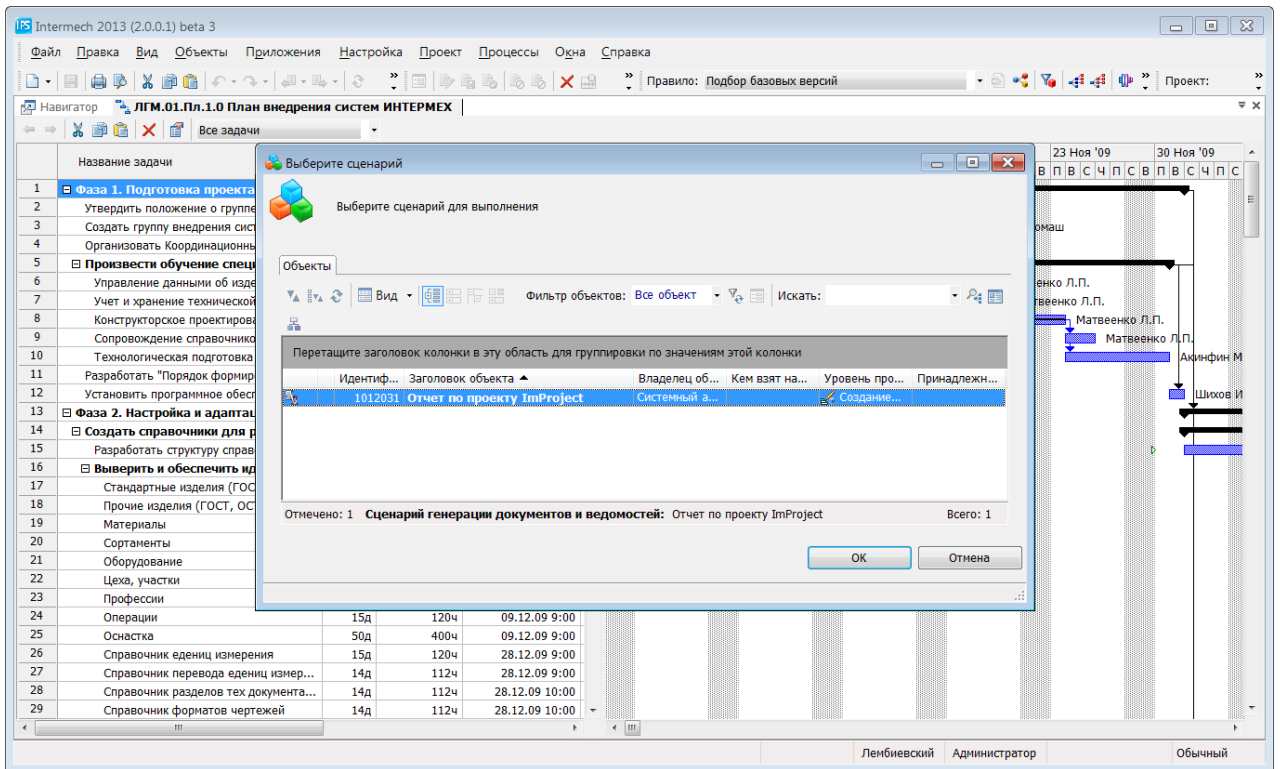 IPS Intermech 2013 (2.0.0.1) beta 3
Файл Правка Вид Объекты Приложения Настройка Проект Процессы Окна Справка
Правило: Подбор базовых версий Проект:
Навигатор ЛГМ.01.Пл.1.0 План внедрения систем ИНТЕРМЕХ
Все задачи
Название задачи 23 Ноя '09 30 Ноя '09
В П В С Ч П С В П В С Ч П С
Выберите сценарий
Выберите сценарий для выполнения
Объекты
Вид Фильтр объектов: Все объект Искать:
Перетащите заголовок колонки в эту область для группировки по значениям этой колонки
Идентиф... Заголовок объекта Владелец об... Кем взят на... Уровень про... Принадлежн...
1012031 Отчет по проекту ImProject Системный а... Создание...
Отмечено: 1 Сценарий генерации документов и ведомостей: Отчет по проекту ImProject Всего: 1
ОК Отмена
1 Фаза 1. Подготовка проекта
2 Утвердить положение о группе
3 Создать группу внедрения сист омаш
4 Организовать Координационнь
5 Произвести обучение специ
6 Управление данными об изде енко Л.П.
7 Учет и хранение технической твеенко Л.П.
8 Конструкторское проектирова Матвеенко Л.П.
9 Сопровождение справочнико Матвеенко Л.П.
10 Технологическая подготовка Акинфин М
11 Разработать "Порядок формир
12 Установить программное обесп Шихов И
13 Фаза 2. Настройка и адаптац
14 Создать справочники для р
15 Разработать структуру справ
16 Выверить и обеспечить ид
17 Стандартные изделия (ГОС
18 Прочие изделия (ГОСТ, ОС
19 Материалы
20 Сортаменты
21 Оборудование
22 Цеха, участки
23 Профессии
24 Операции 15д 120ч 09.12.09 9:00
25 Оснастка 50д 400ч 09.12.09 9:00
26 Справочник едениц измерения 15д 120ч 28.12.09 9:00
27 Справочник перевода едениц измер... 14д 112ч 28.12.09 9:00
28 Справочник разделов тех документа... 14д 112ч 28.12.09 10:00
29 Справочник форматов чертежей 14д 112ч 28.12.09 10:00
Лембиевский Администратор Обычный